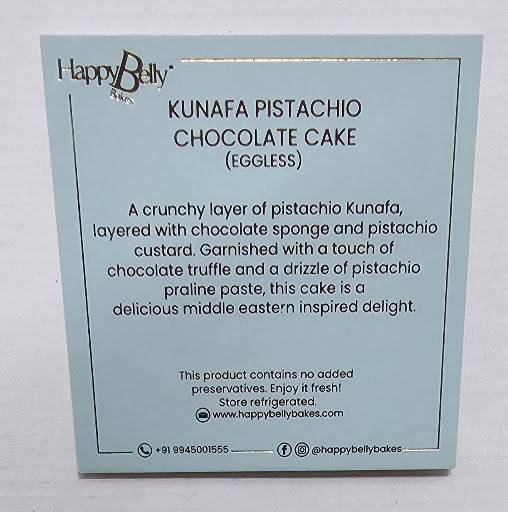 HappyBelly
Bakes
KUNAFA PISTACHIO
CHOCOLATE CAKE
(EGGLESS)
A crunchy layer of pistachio Kunafa,
layered with chocolate sponge and pistachio
custard. Garnished with a touch of
chocolate truffle and a drizzle of pistachio
praline paste, this cake is a
delicious middle eastern inspired delight.
This product contains no added
preservatives. Enjoy it fresh!
Store refrigerated.
www.happybellybakes.com
+91 9945001555
@happybellybakes